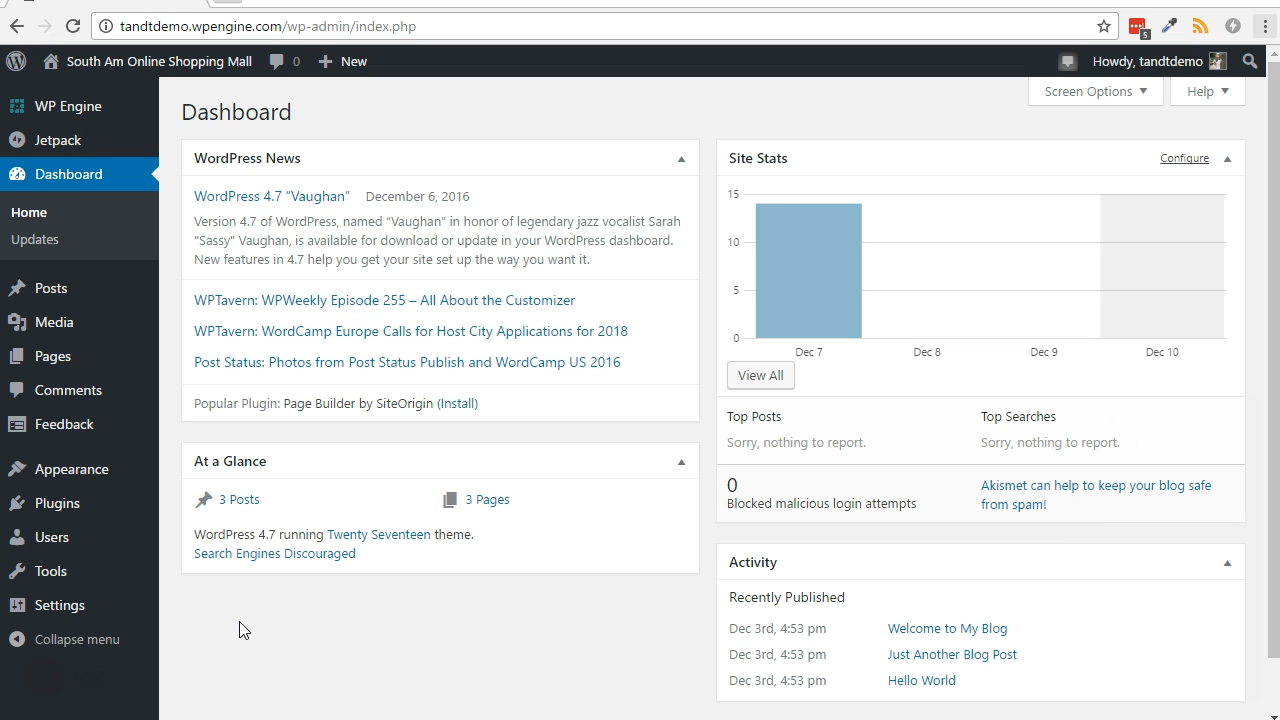 tandtdemo.wpengine.com/wp-admin/index.php
5
South Am Online Shopping Mall
0
New
Howdy, tandtdemo
WP Engine
Jetpack
Dashboard
Home
Updates
Posts
Media
Pages
Comments
Feedback
Appearance
Plugins
Users
Tools
Settings
Collapse menu
Screen Options
Help
Dashboard
WordPress News
WordPress 4.7 “Vaughan” December 6, 2016
Version 4.7 of WordPress, named “Vaughan” in honor of legendary jazz vocalist Sarah
"Sassy" Vaughan, is available for download or update in your WordPress dashboard.
New features in 4.7 help you get your site set up the way you want it.
WPTavern: WPWeekly Episode 255 – All About the Customizer
WPTavern: WordCamp Europe Calls for Host City Applications for 2018
Post Status: Photos from Post Status Publish and WordCamp US 2016
Popular Plugin: Page Builder by SiteOrigin (Install)
At a Glance
3 Posts
3 Pages
WordPress 4.7 running Twenty Seventeen theme.
Search Engines Discouraged
Site Stats
Configure
15
10
5
0
Dec 7
Dec 8
Dec 9
Dec 10
View All
Top Posts
Sorry, nothing to report.
Top Searches
Sorry, nothing to report.
0
Blocked malicious login attempts
Akismet can help to keep your blog safe
from spam!
Activity
Recently Published
Dec 3rd, 4:53 pm Welcome to My Blog
Dec 3rd, 4:53 pm Just Another Blog Post
Dec 3rd, 4:53 pm Hello World